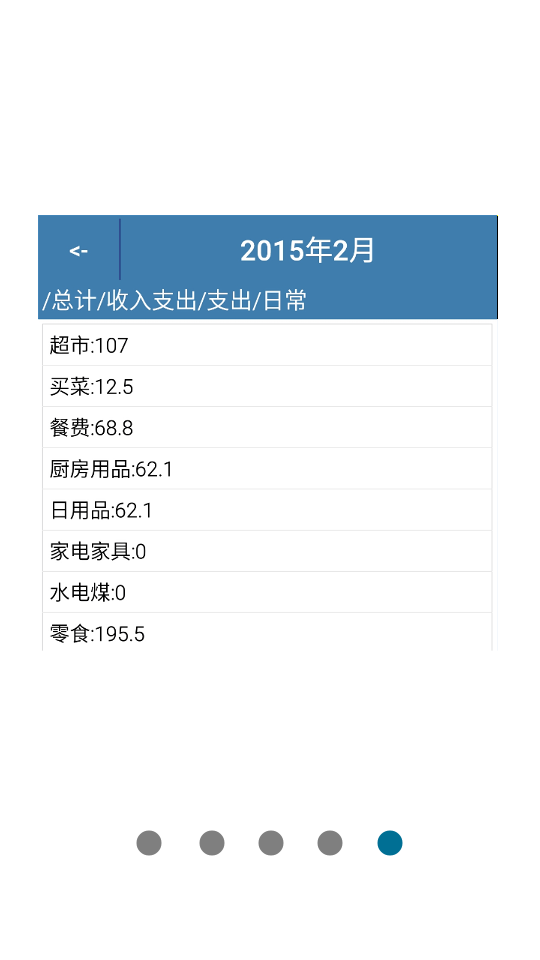 <-
2015年2月
/总计/收入支出/支出/日常
超市:107
买菜:12.5
餐费:68.8
厨房用品:62.1
日用品:62.1
家电家具:0
水电煤:0
零食:195.5